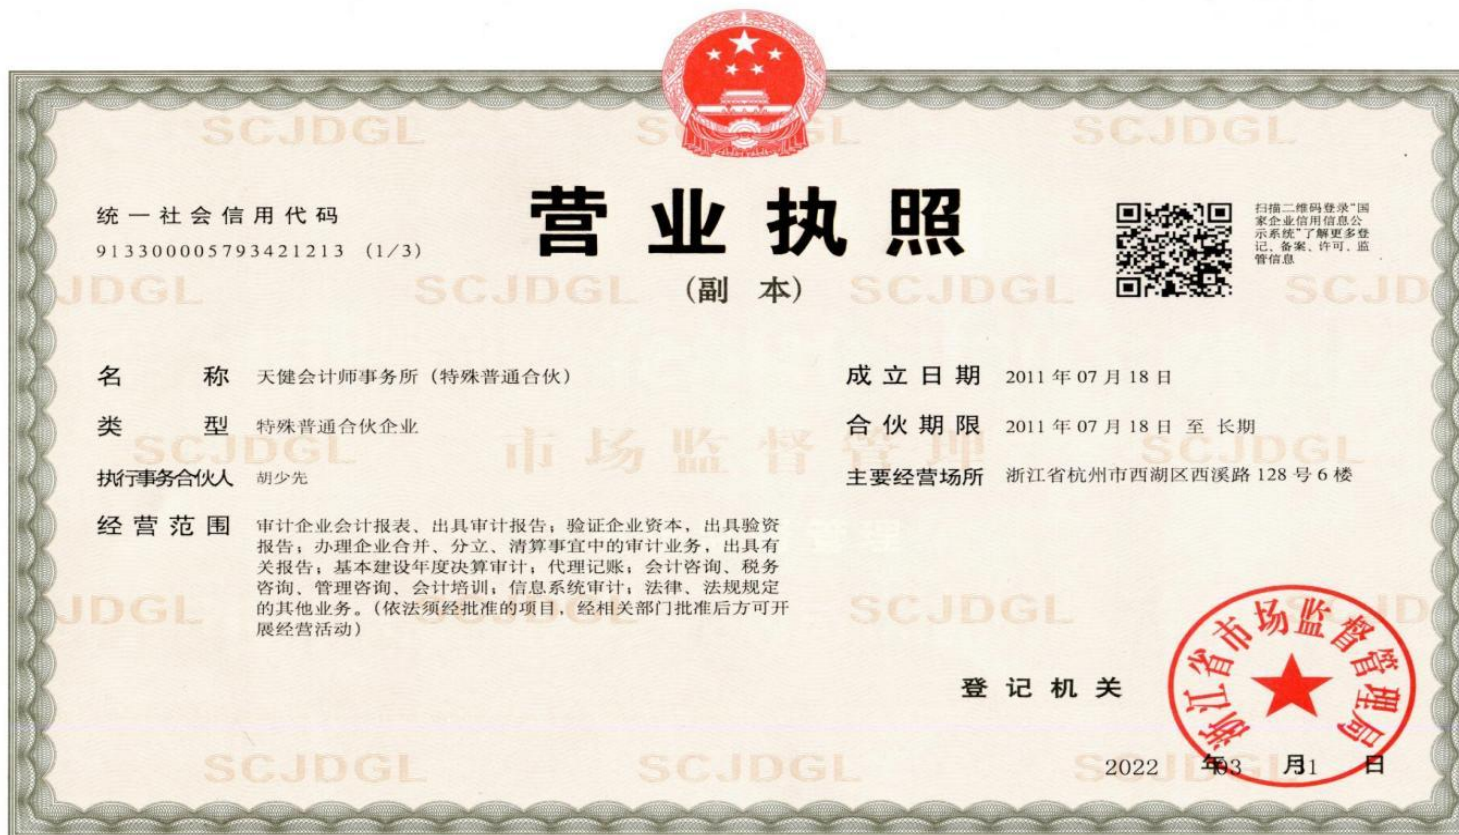 统一社会信用代码
913300005793421213 (1/3)
营业执照
(副 本)
扫描二维码登录“国
家企业信用信息公
示系统”了解更多登
记、备案、许可、监
管信息
名 称 天健会计师事务所（特殊普通合伙）
类 型 特殊普通合伙企业
执行事务合伙人 胡少先
经营范围 审计企业会计报表、出具审计报告；验证企业资本，出具验资
报告；办理企业合并、分立、清算事宜中的审计业务，出具有
关报告；基本建设年度决算审计；代理记账；会计咨询、税务
咨询、管理咨询、会计培训；信息系统审计；法律、法规规定
的其他业务。（依法须经批准的项目，经相关部门批准后方可开
展经营活动）
成立日期 2011年07月18日
合伙期限 2011年07月18日 至 长期
主要经营场所 浙江省杭州市西湖区西溪路128号6楼
登记机关
浙江省市场监督管理局
2022 年03 月31 日
SCJDGL
市场监督管理